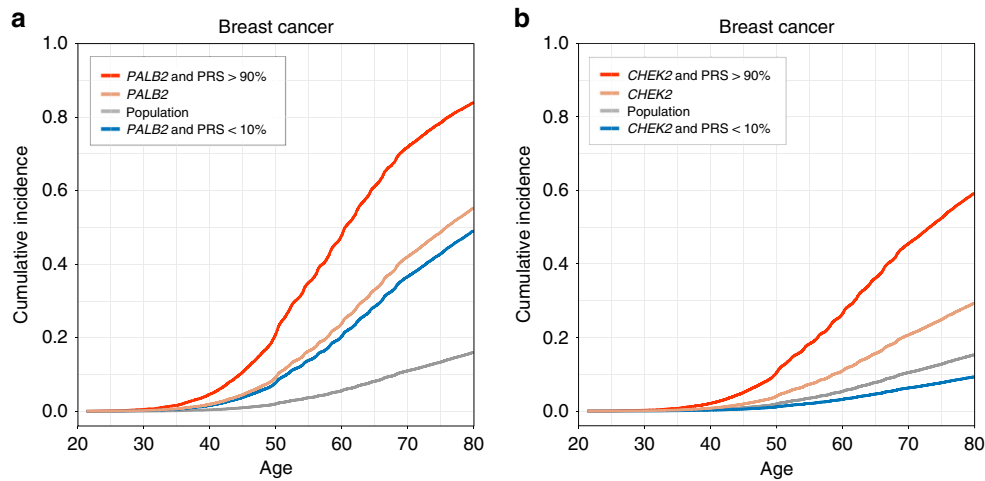 a
Breast cancer
1.0
0.8
0.6
0.4
0.2
0.0
Cumulative incidence
PALB2 and PRS > 90%
PALB2
Population
PALB2 and PRS < 10%
20 30 40 50 60 70 80
Age
b
Breast cancer
1.0
0.8
0.6
0.4
0.2
0.0
Cumulative incidence
CHEK2 and PRS > 90%
CHEK2
Population
CHEK2 and PRS < 10%
20 30 40 50 60 70 80
Age